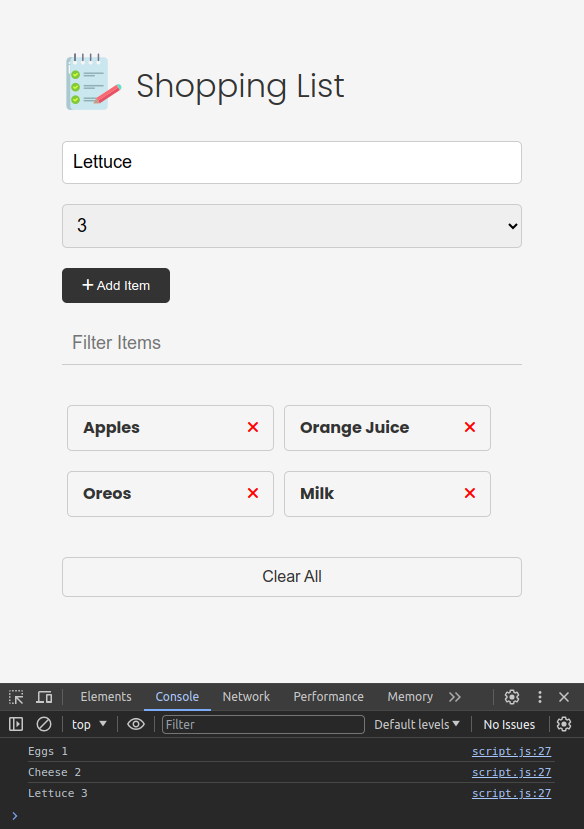 Shopping List
Lettuce
3
+ Add Item
Filter Items
Apples ✕ Orange Juice ✕
Oreos ✕ Milk ✕
Clear All
Elements Console Network Performance Memory
top Filter Default levels No Issues
Eggs 1 script.js:27
Cheese 2 script.js:27
Lettuce 3 script.js:27